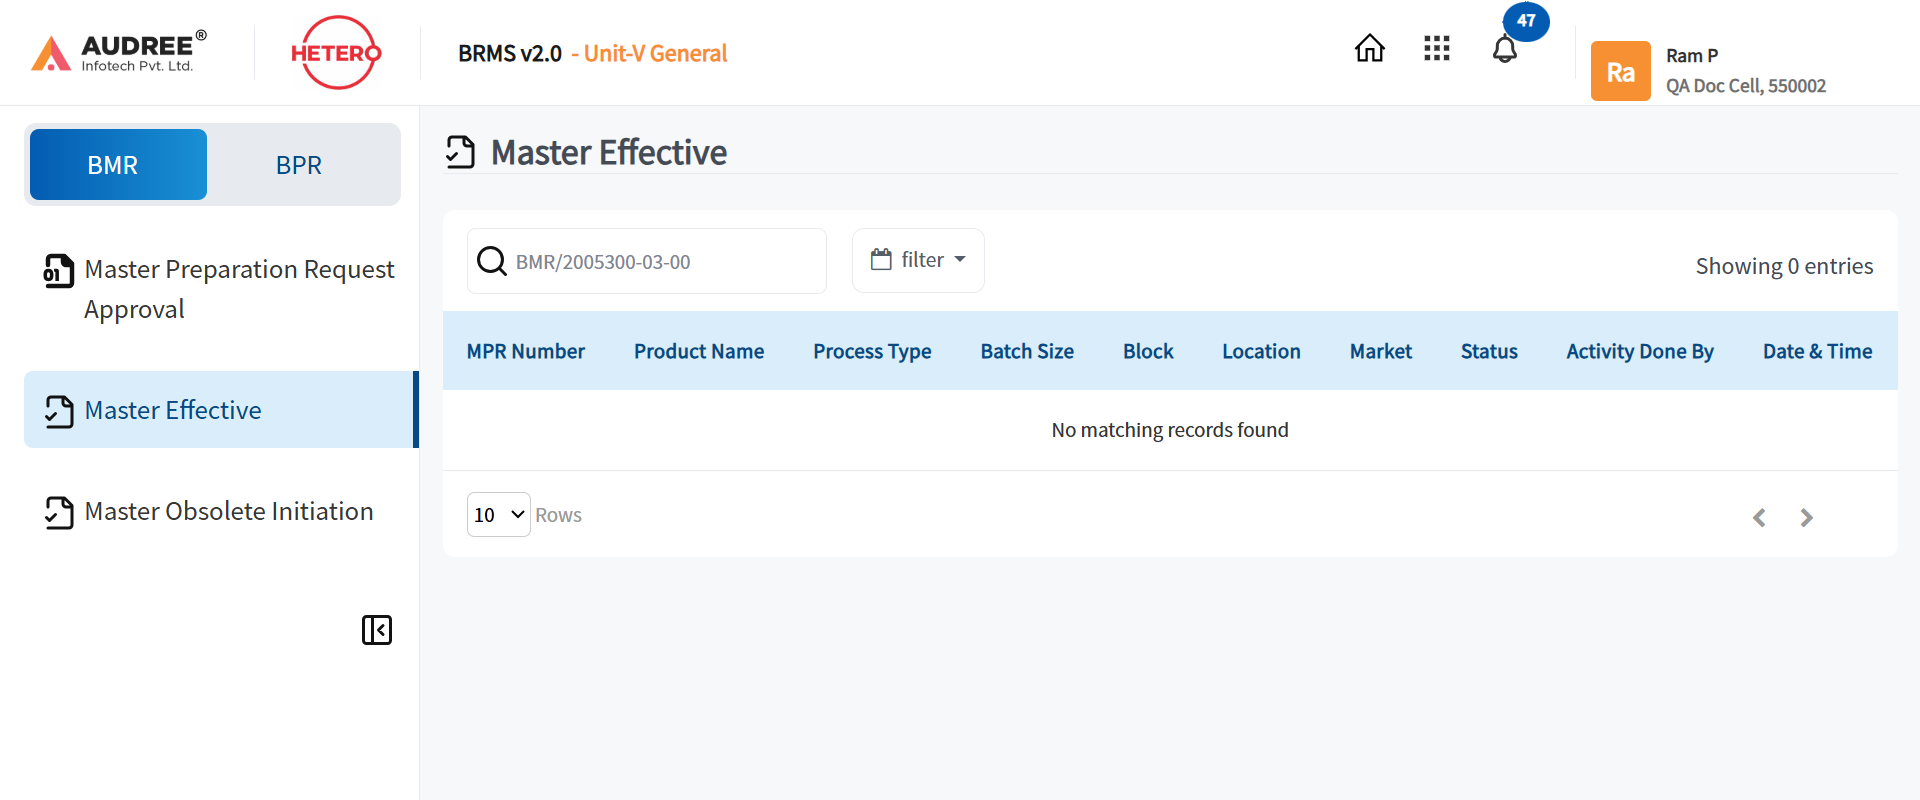 AUDREE®
Infotech Pvt. Ltd.
HETERO
BRMS v2.0 - Unit-V General
47
Ra
Ram P
QA Doc Cell, 550002
BMR
BPR
01
Master Preparation Request
Approval
Master Effective
Master Obsolete Initiation
Master Effective
BMR/2005300-03-00
filter
Showing 0 entries
MPR Number Product Name Process Type Batch Size Block Location Market Status Activity Done By Date & Time
No matching records found
10 Rows